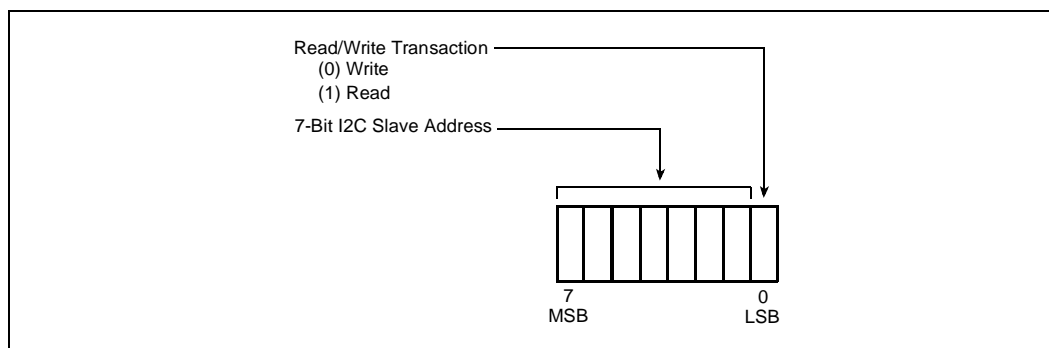 Read/Write Transaction
(0) Write
(1) Read
7-Bit I2C Slave Address
7 0
MSB LSB